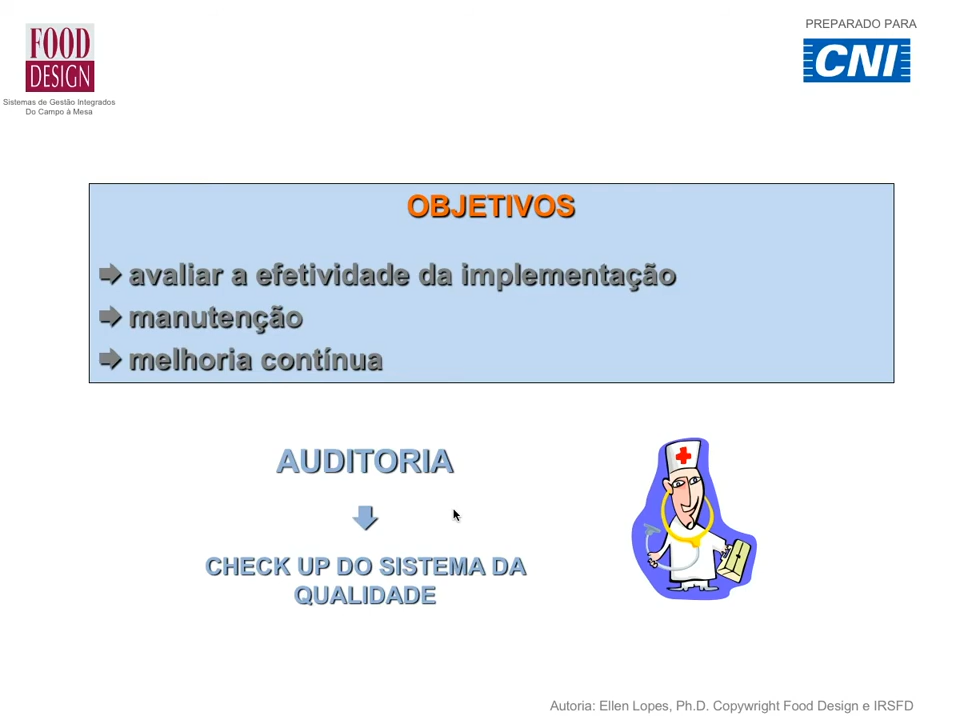 PREPARADO PARA
FOOD
DESIGN
CNI
Sistemas de Gestão Integrados
Do Campo à Mesa
OBJETIVOS
avaliar a efetividade da implementação
manutenção
melhoria contínua
AUDITORIA
CHECK UP DO SISTEMA DA
QUALIDADE
Autoria: Ellen Lopes, Ph.D. Copywright Food Design e IRSFD